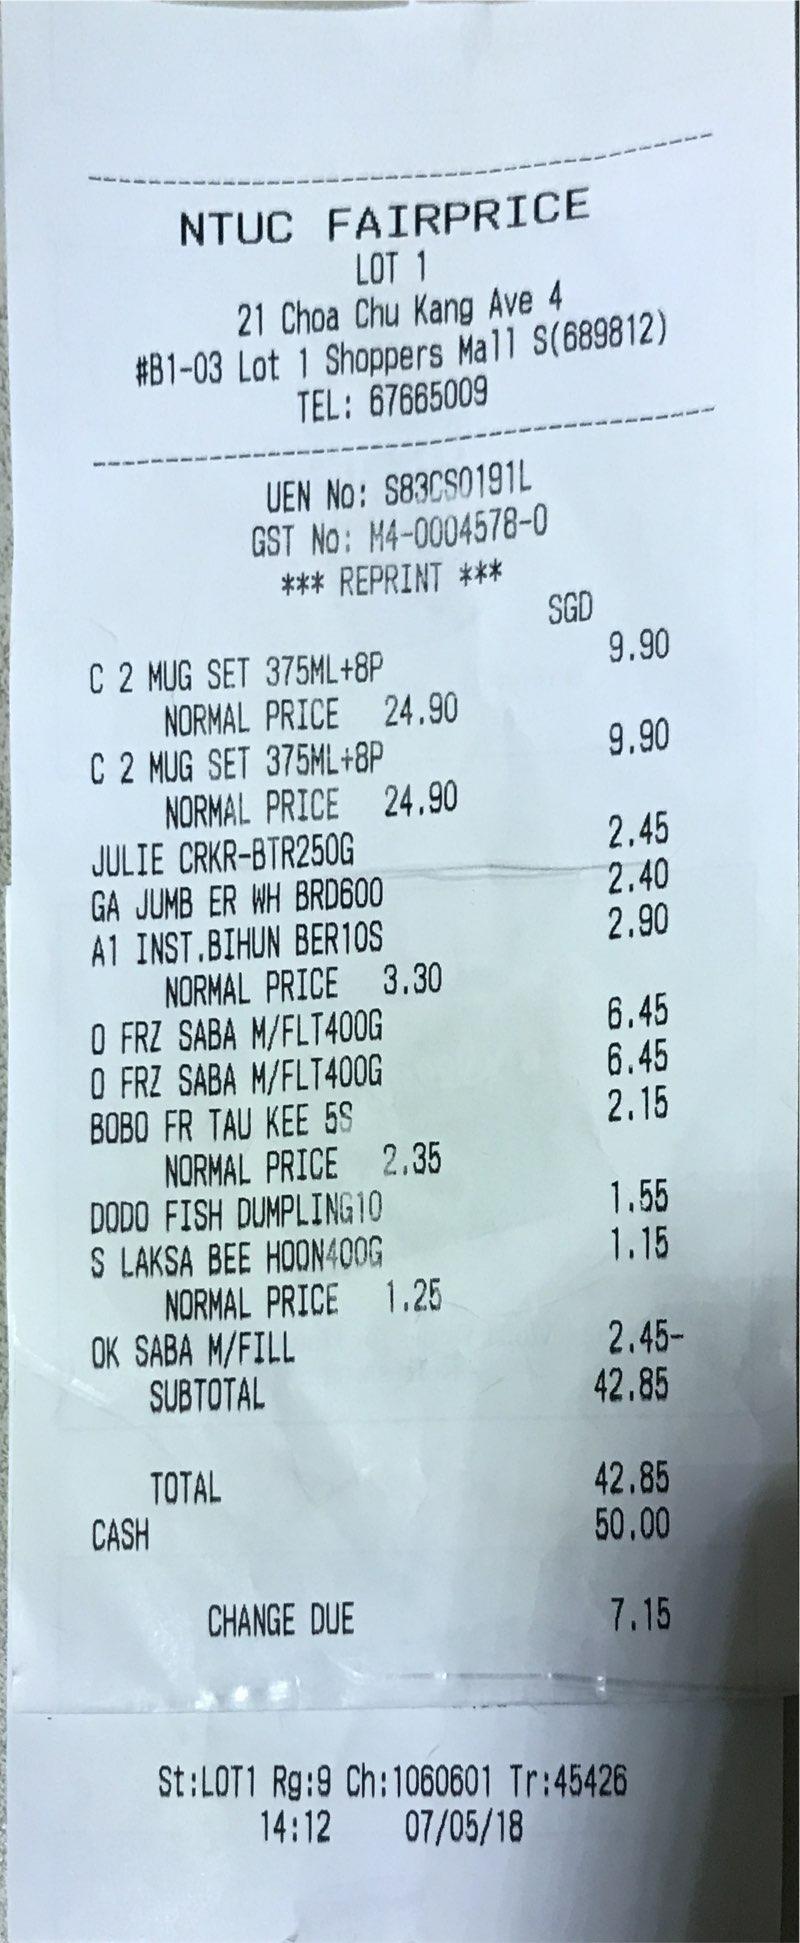 NTUC FAIRPRICE
LOT 1
21 Choa Chu Kang Ave 4
#B1-03 Lot 1 Shoppers Mall S(689812)
TEL: 67665009
UEN No: S83CS0191L
GST No: M4-0004578-0
*** REPRINT ***
SGD
C 2 MUG SET 375ML+8P 9.90
NORMAL PRICE 24.90
C 2 MUG SET 375ML+8P 9.90
NORMAL PRICE 24.90
JULIE CRKR-BTR250G 2.45
GA JUMB ER WH BRD600 2.40
A1 INST.BIHUN BER10S 2.90
NORMAL PRICE 3.30
O FRZ SABA M/FLT400G 6.45
O FRZ SABA M/FLT400G 6.45
BOBO FR TAU KEE 5S 2.15
NORMAL PRICE 2.35
DODO FISH DUMPLING10 1.55
S LAKSA BEE HOON400G 1.15
NORMAL PRICE 1.25
OK SABA M/FILL 2.45-
SUBTOTAL 42.85
TOTAL 42.85
CASH 50.00
CHANGE DUE 7.15
St:LOT1 Rg:9 Ch:1060601 Tr:45426
14:12 07/05/18